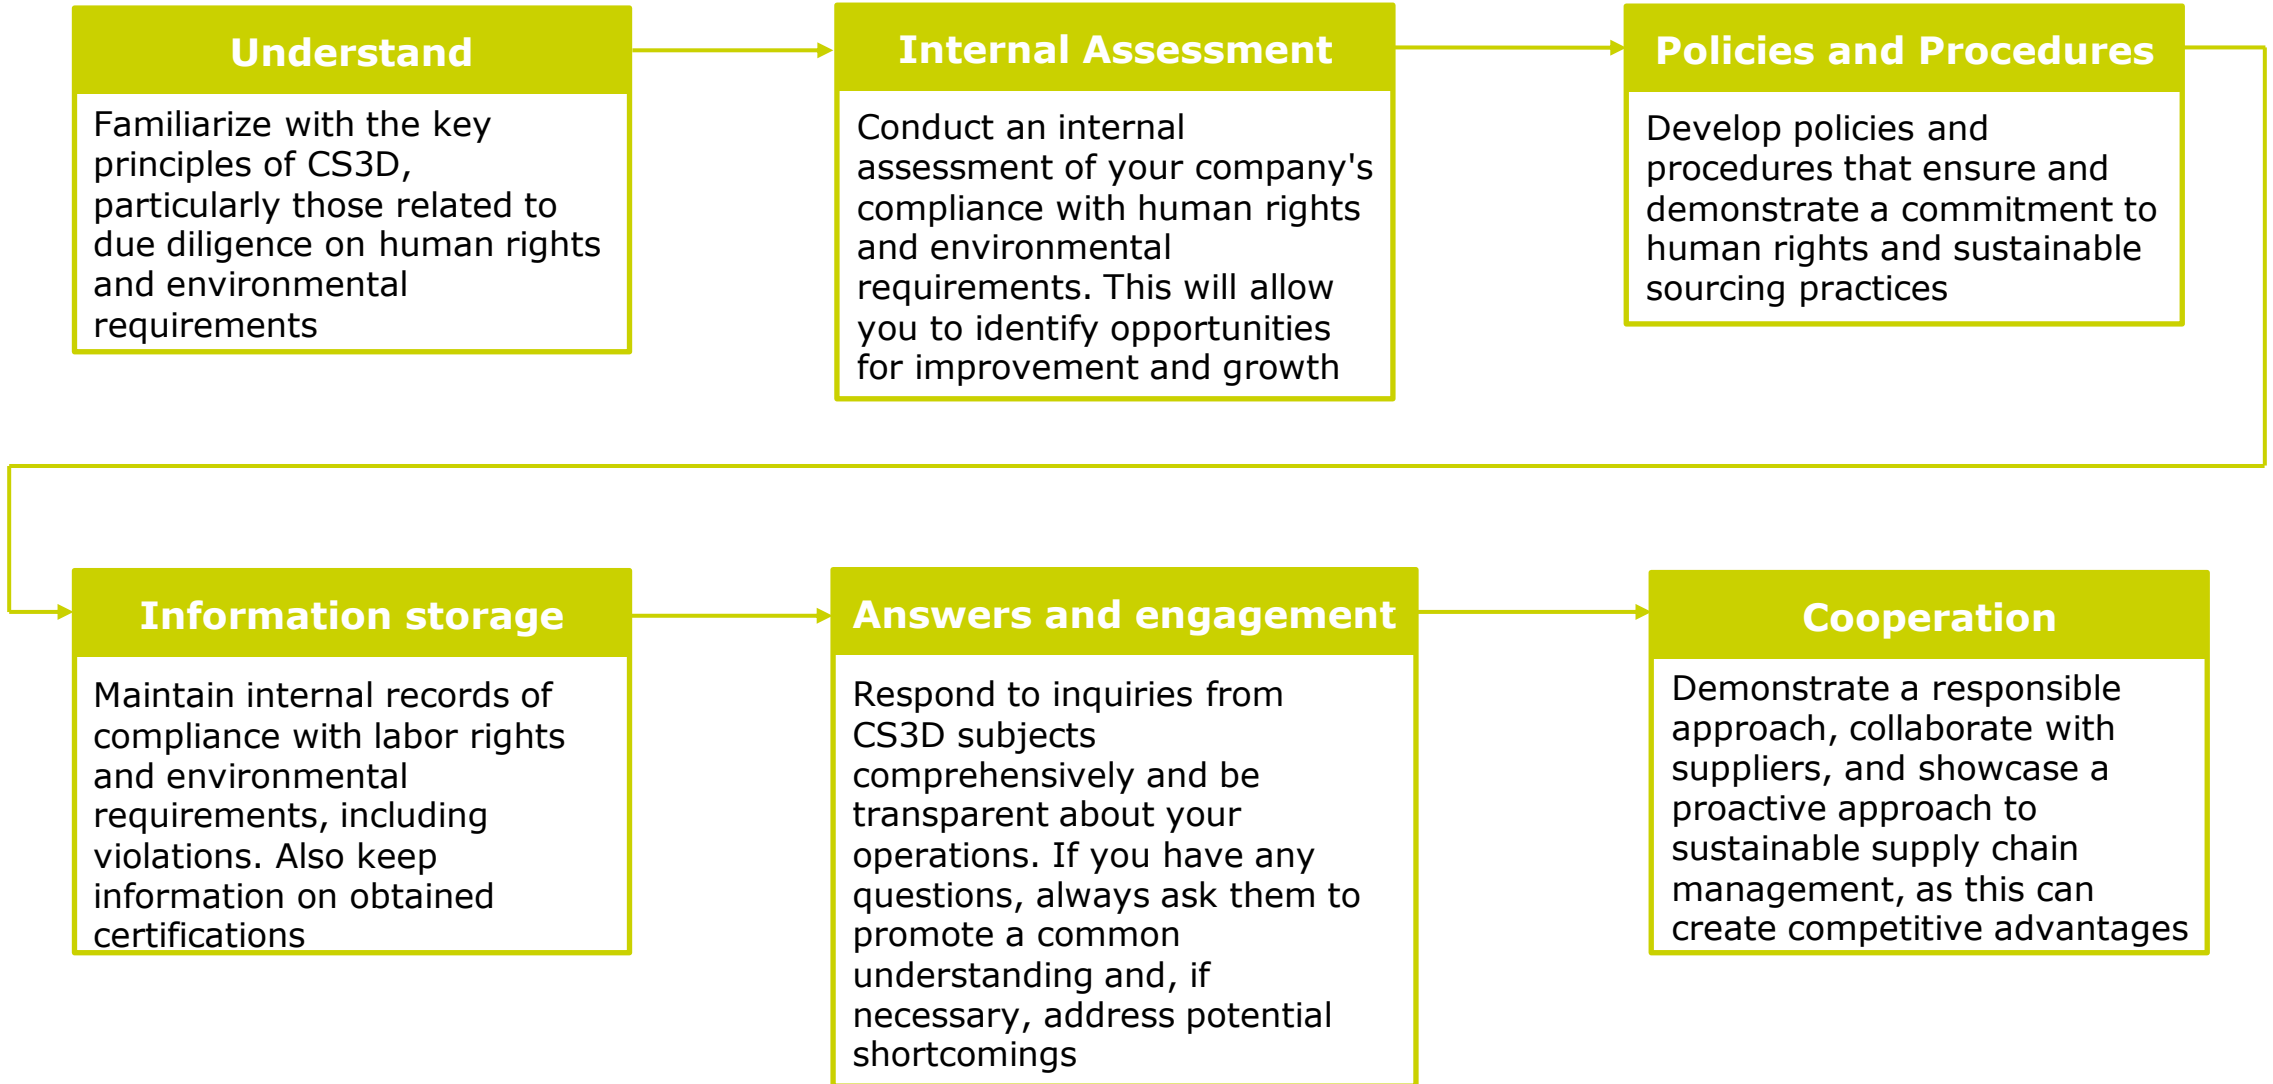 Understand
Familiarize with the key
principles of CS3D,
particularly those related to
due diligence on human rights
and environmental
requirements
Internal Assessment
Conduct an internal
assessment of your company's
compliance with human rights
and environmental
requirements. This will allow
you to identify opportunities
for improvement and growth
Policies and Procedures
Develop policies and
procedures that ensure and
demonstrate a commitment to
human rights and sustainable
sourcing practices
Information storage
Maintain internal records of
compliance with labor rights
and environmental
requirements, including
violations. Also keep
information on obtained
certifications
Answers and engagement
Respond to inquiries from
CS3D subjects
comprehensively and be
transparent about your
operations. If you have any
questions, always ask them to
promote a common
understanding and, if
necessary, address potential
shortcomings
Cooperation
Demonstrate a responsible
approach, collaborate with
suppliers, and showcase a
proactive approach to
sustainable supply chain
management, as this can
create competitive advantages